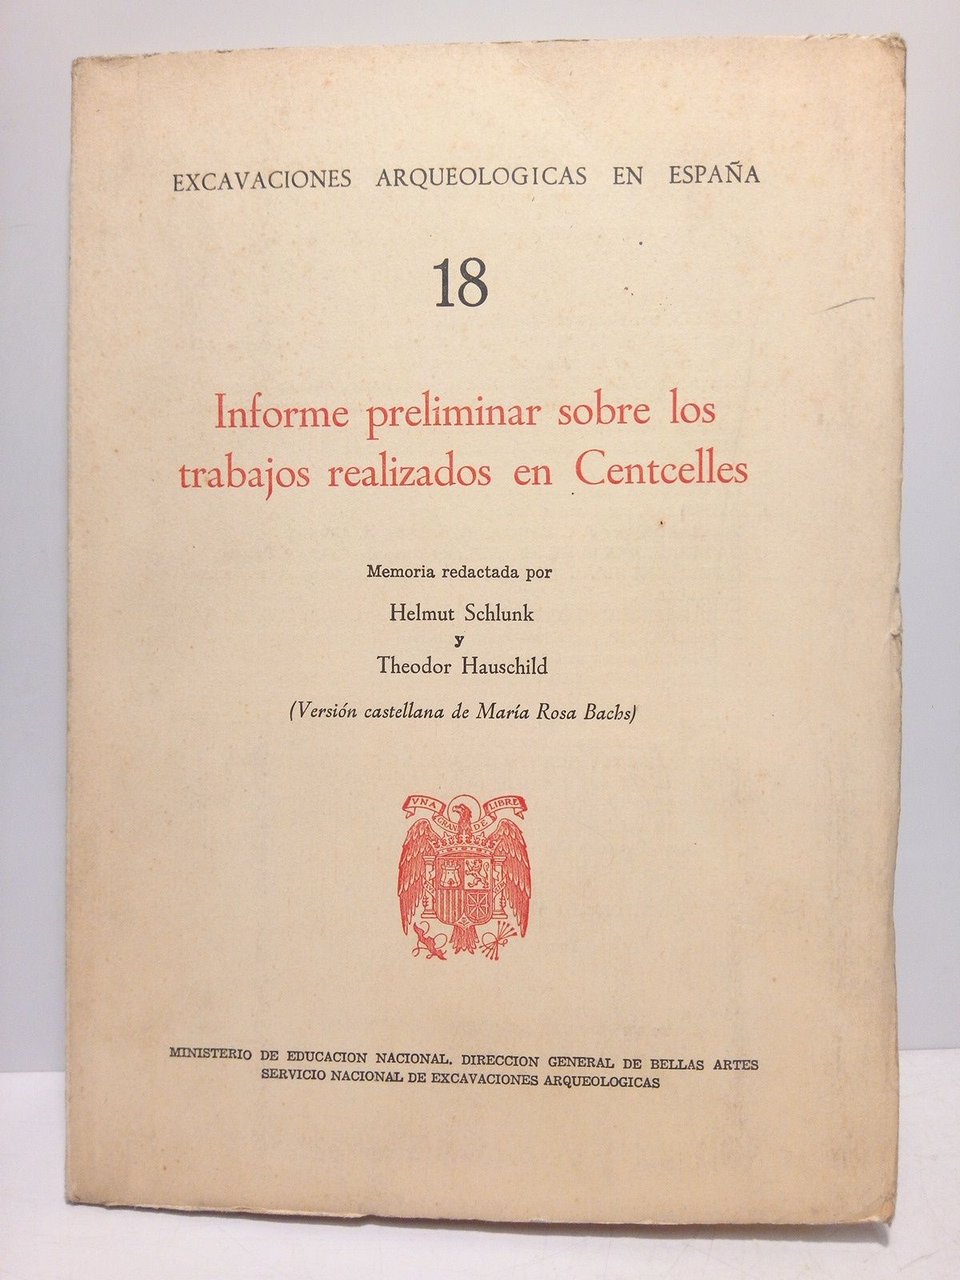 EXCAVACIONES ARQUEOLOGICAS EN ESPAÑA
18
Informe preliminar sobre los
trabajos realizados en Centcelles
Memoria redactada por
Helmut Schlunk
y
Theodor Hauschild
(Versión castellana de María Rosa Bachs)
VNA GRANDE LIBRE
MINISTERIO DE EDUCACION NACIONAL. DIRECCION GENERAL DE BELLAS ARTES
SERVICIO NACIONAL DE EXCAVACIONES ARQUEOLOGICAS